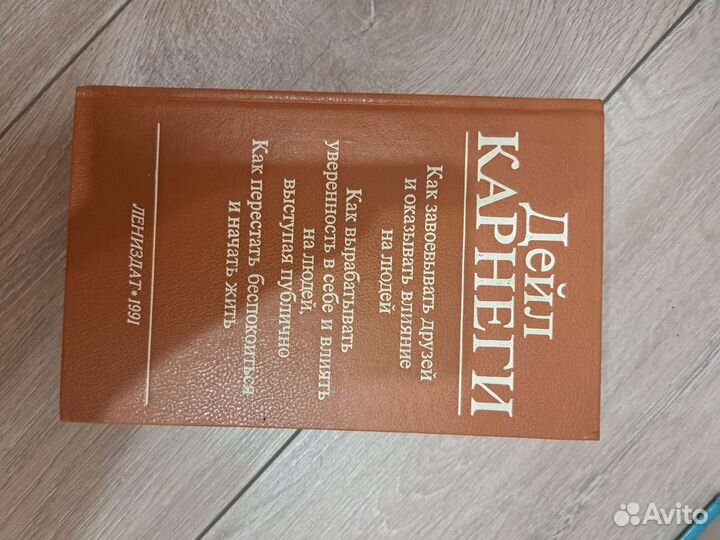 Дейл
КАРНЕГИ
Как завоевывать друзей
и оказывать влияние
на людей
Как вырабатывать
уверенность в себе и влиять
на людей,
выступая публично
Как перестать беспокоиться
и начать жить
ЛЕНИЗДАТ * 1991
Avito